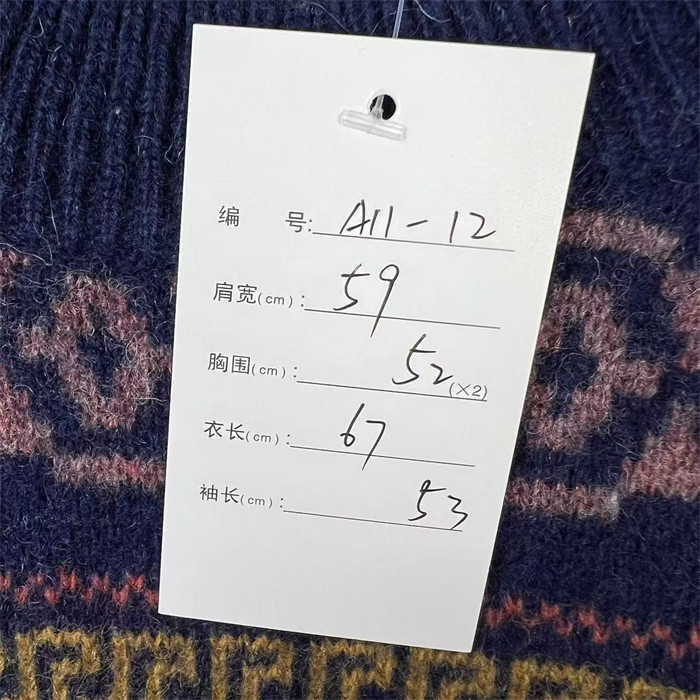 编 号: A11-12
肩宽(cm): 59
胸围(cm): 52(×2)
衣长(cm): 67
袖长(cm): 53